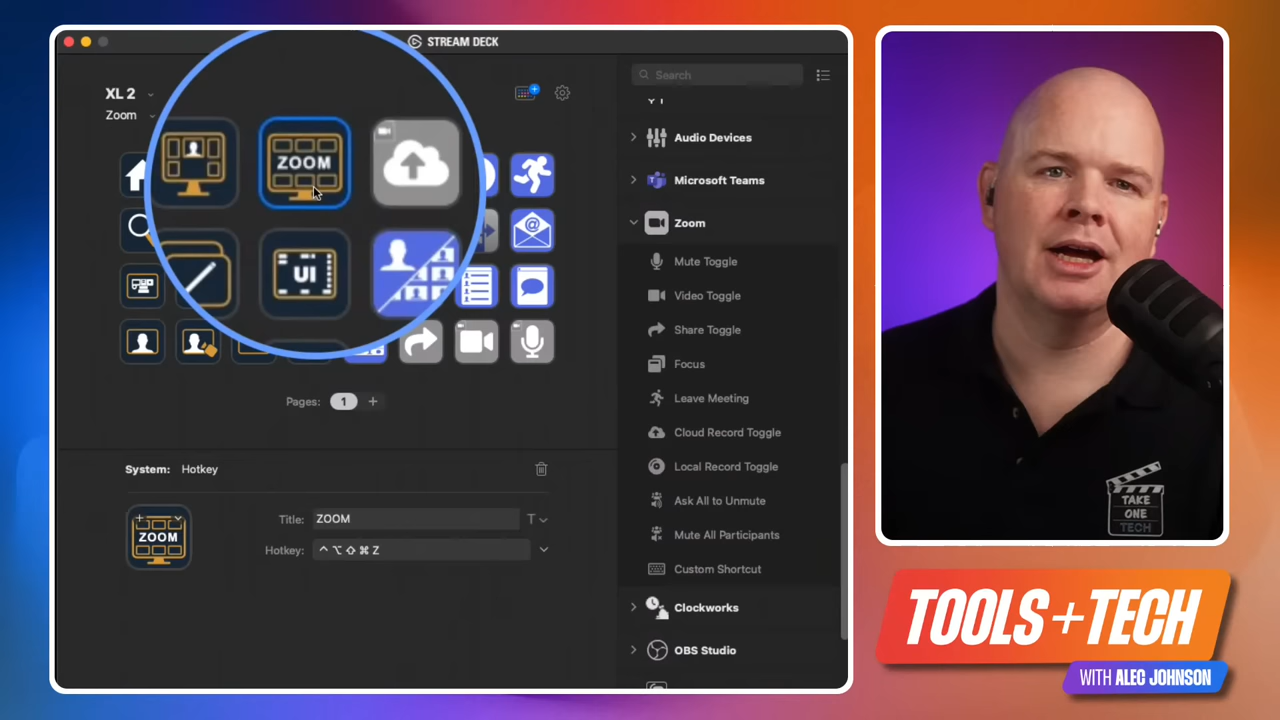 STREAM DECK
XL 2
Zoom
ZOOM
UI
Pages: 1 +
System: Hotkey
ZOOM
Title: ZOOM
T
Hotkey: ⌃⌥⇧⌘Z
Search
Audio Devices
Microsoft Teams
Zoom
Mute Toggle
Video Toggle
Share Toggle
Focus
Leave Meeting
Cloud Record Toggle
Local Record Toggle
Ask All to Unmute
Mute All Participants
Custom Shortcut
Clockworks
OBS Studio
TAKE
ONE
TECH
TOOLS+TECH
WITH ALEC JOHNSON